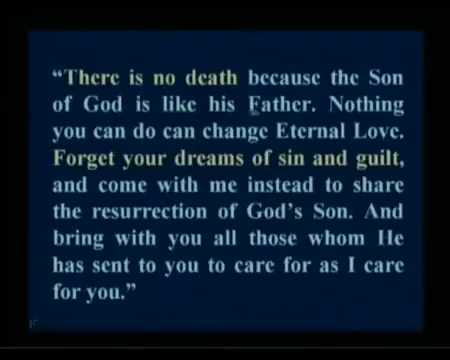 “There is no death because the Son
of God is like his Father. Nothing
you can do can change Eternal Love.
Forget your dreams of sin and guilt,
and come with me instead to share
the resurrection of God’s Son. And
bring with you all those whom He
has sent to you to care for as I care
for you.”